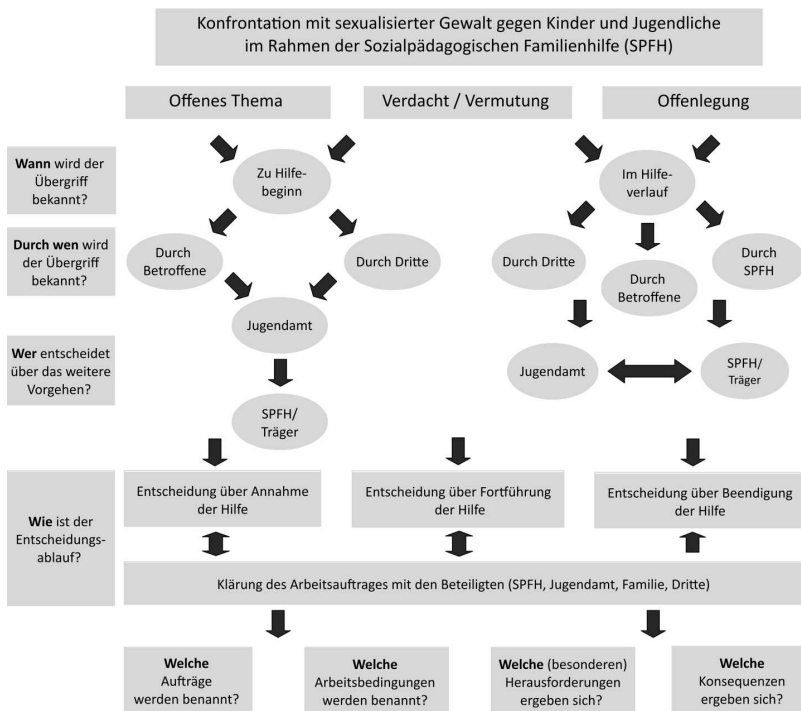 Konfrontation mit sexualisierter Gewalt gegen Kinder und Jugendliche
im Rahmen der Sozialpädagogischen Familienhilfe (SPFH)
Offenes Thema
Verdacht / Vermutung
Offenlegung
Wann wird der
Übergriff
bekannt?
Zu Hilfe-
beginn
Im Hilfe-
verlauf
Durch wen wird
der Übergriff
bekannt?
Durch
Betroffene
Durch Dritte
Durch Dritte
Durch
Betroffene
Durch
SPFH
Jugendamt
Wer entscheidet
über das weitere
Vorgehen?
Jugendamt
SPFH/
Träger
SPFH/
Träger
Wie ist der
Entscheidungs-
ablauf?
Entscheidung über Annahme
der Hilfe
Entscheidung über Fortführung
der Hilfe
Entscheidung über Beendigung
der Hilfe
Klärung des Arbeitsauftrages mit den Beteiligten (SPFH, Jugendamt, Familie, Dritte)
Welche
Aufträge
werden benannt?
Welche
Arbeitsbedingungen
werden benannt?
Welche (besonderen)
Herausforderungen
ergeben sich?
Welche
Konsequenzen
ergeben sich?